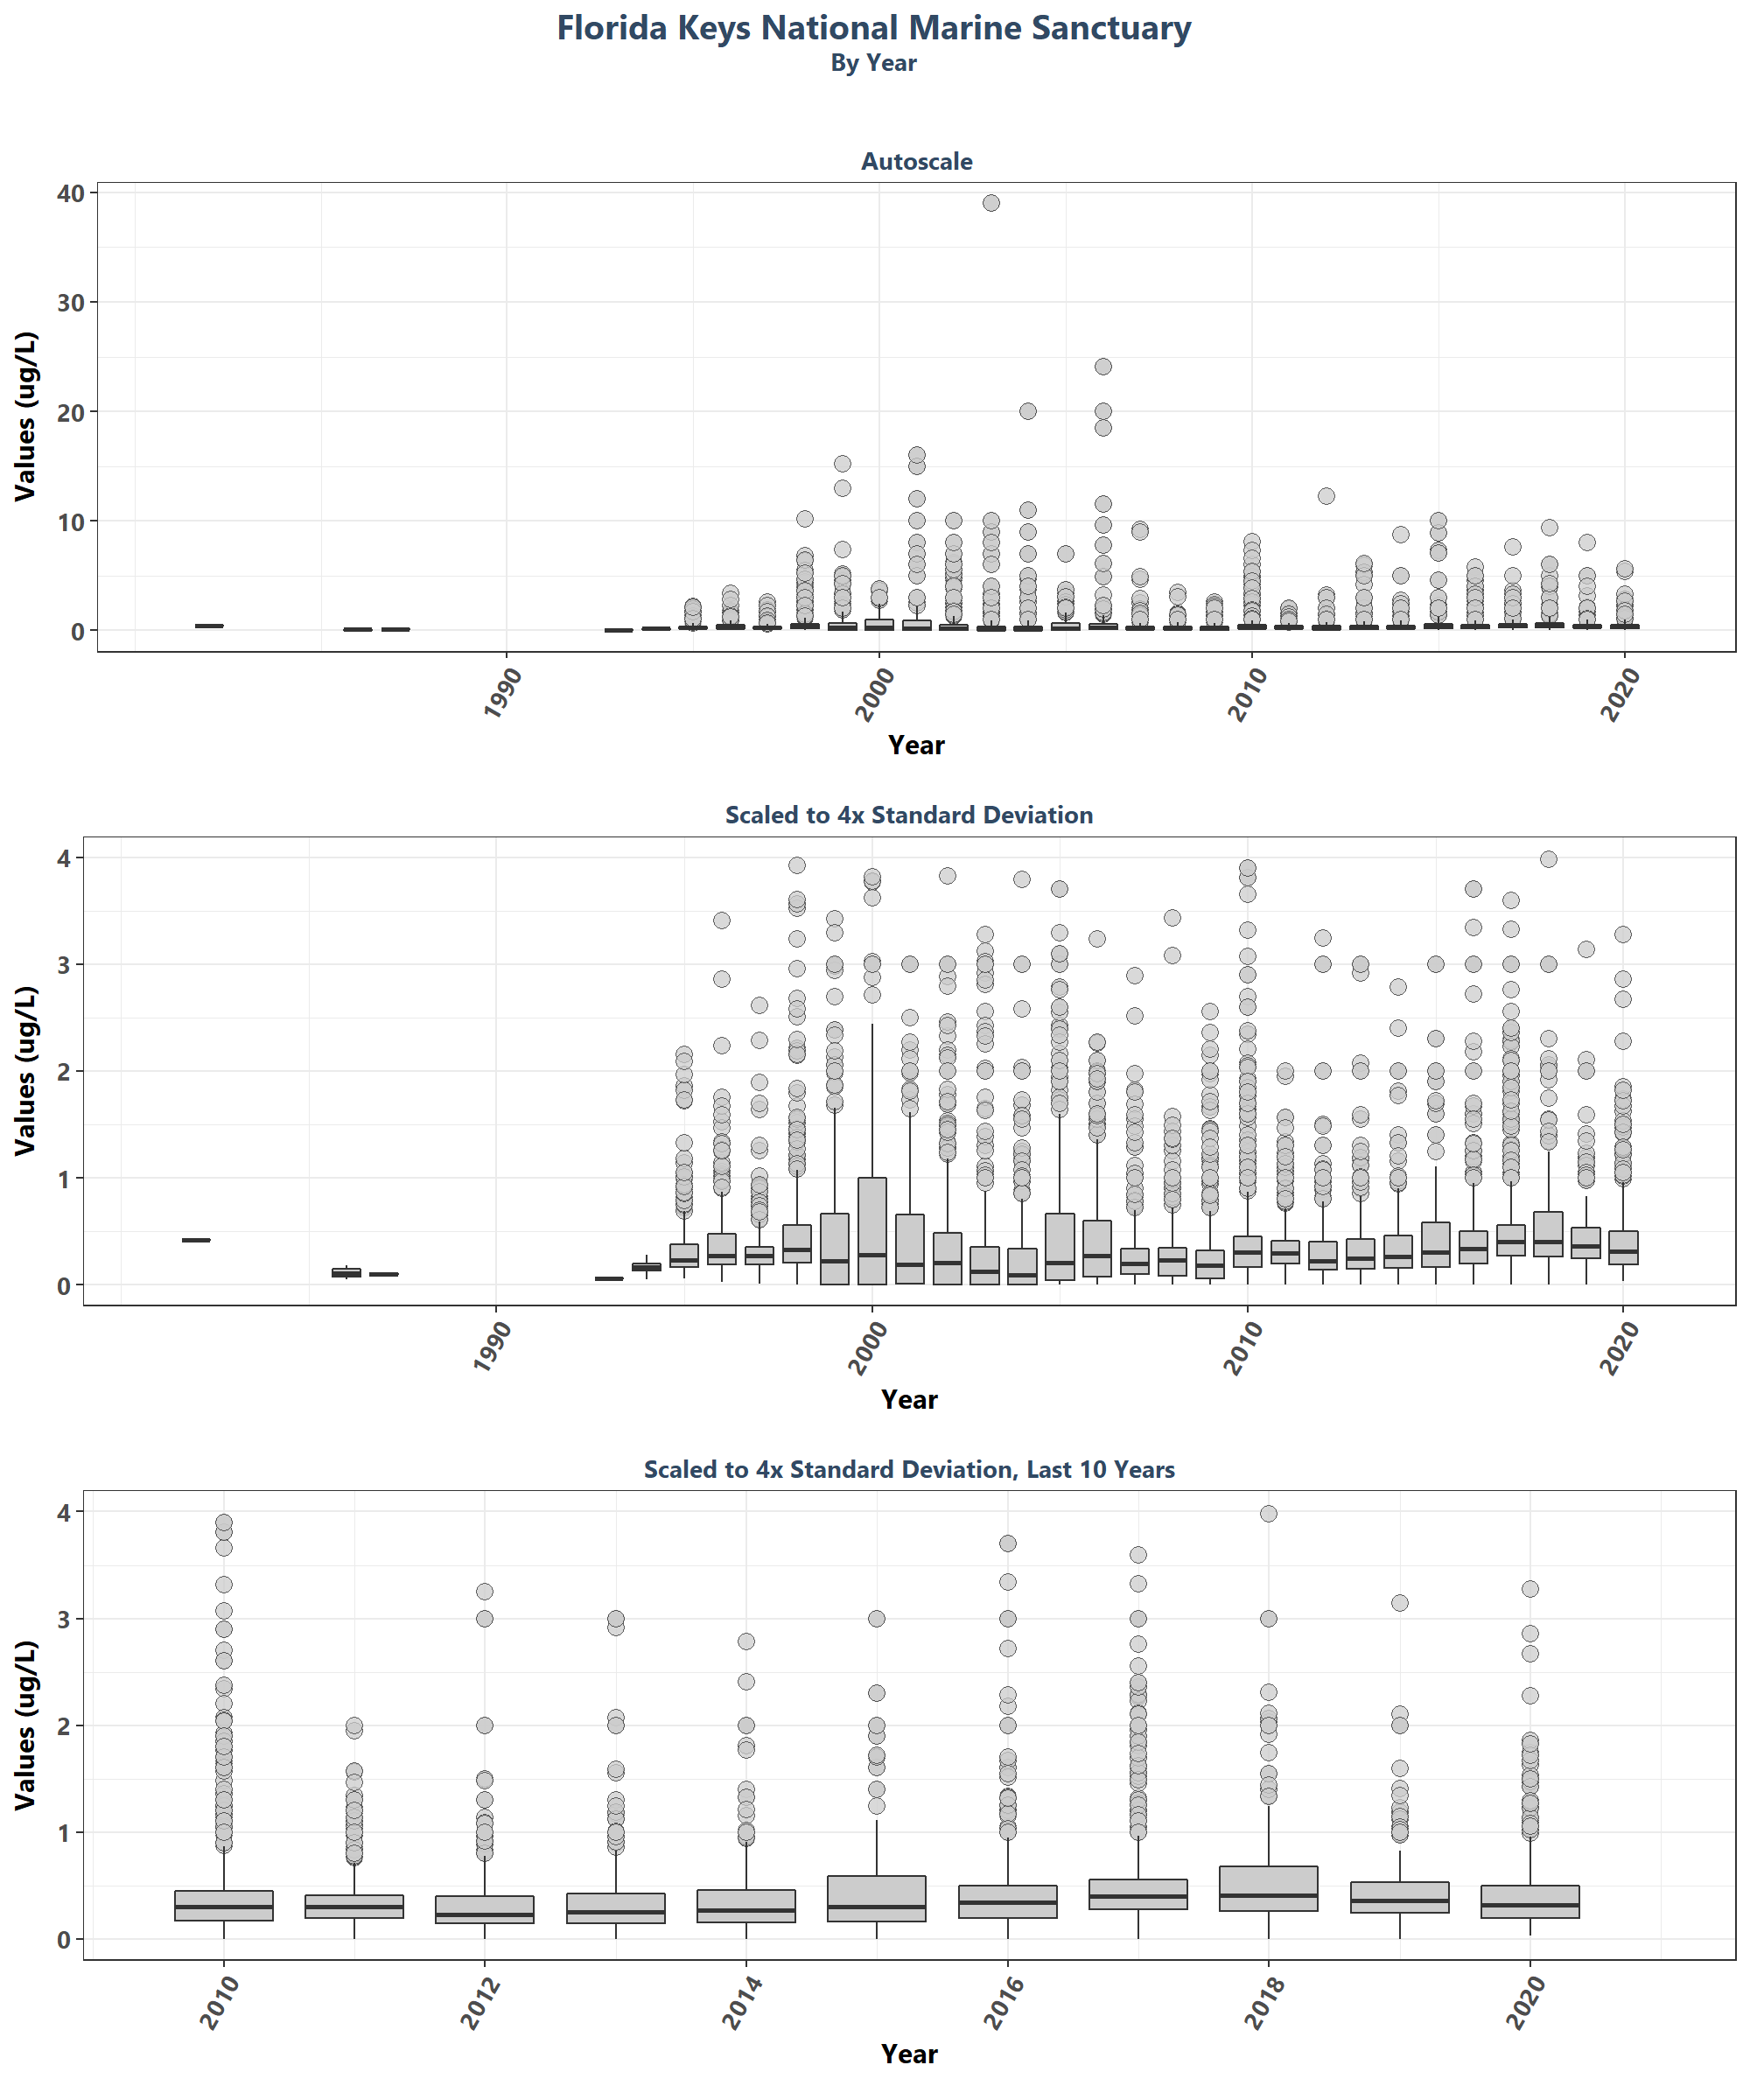 Florida Keys National Marine Sanctuary
By Year
Autoscale
Values (ug/L)
40
30
20
10
0
1990
2000
2010
2020
Year
Scaled to 4x Standard Deviation
Values (ug/L)
4
3
2
1
0
1990
2000
2010
2020
Year
Scaled to 4x Standard Deviation, Last 10 Years
Values (ug/L)
4
3
2
1
0
2010
2012
2014
2016
2018
2020
Year